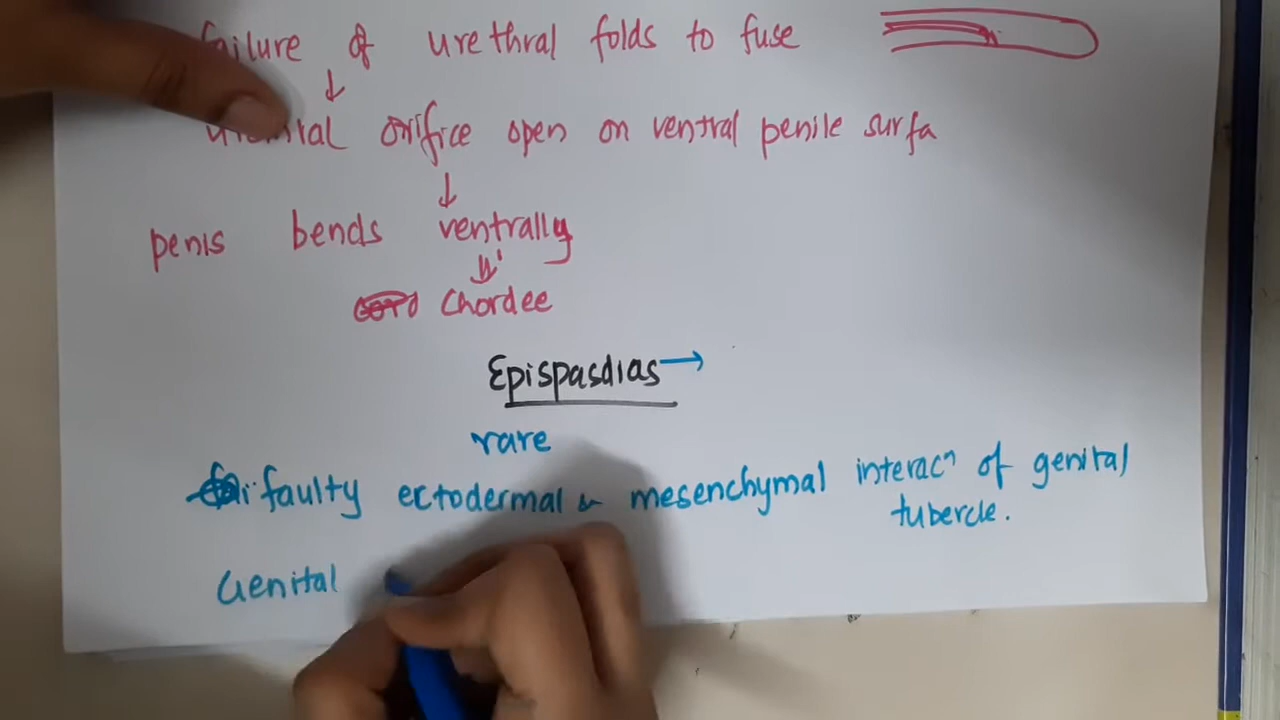 failure of urethral folds to fuse
orifice open on ventral penile surfa
penis bends ventrally
Chordee
Epispasdias
rare
faulty ectodermal & mesenchymal interacn of genital
tubercle.
Genital